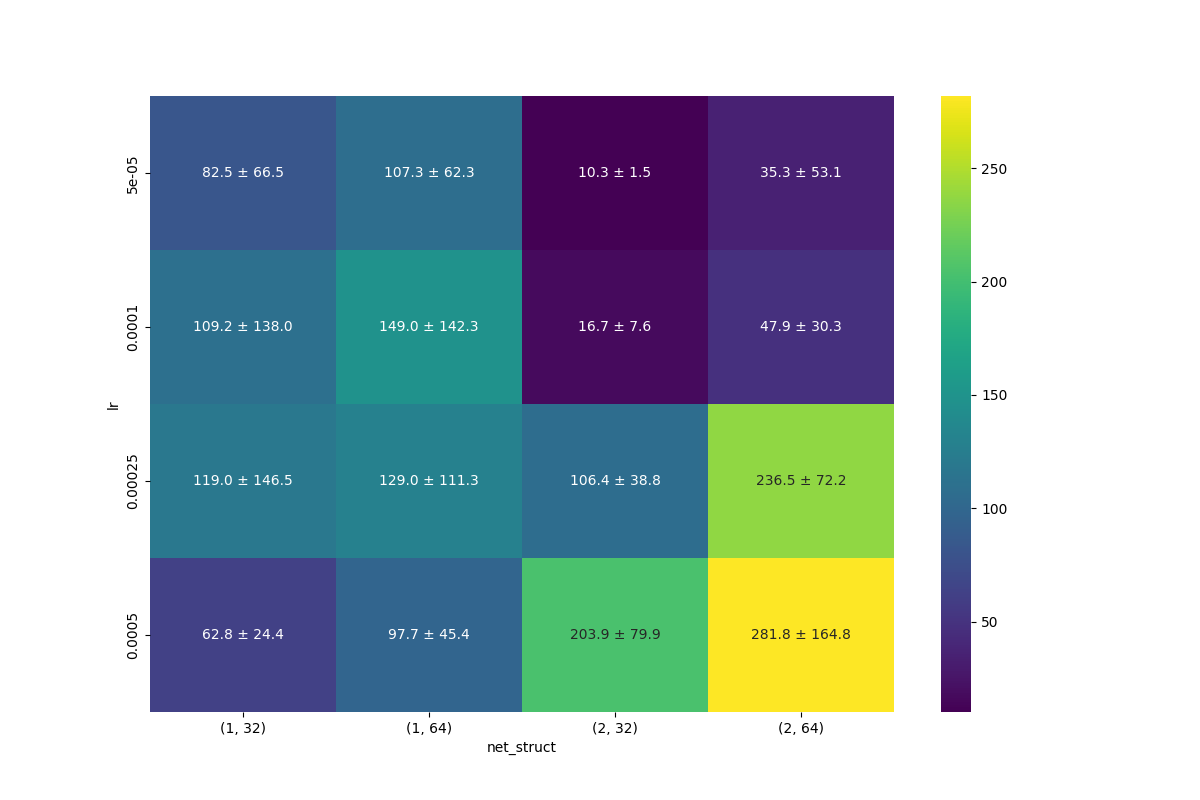 5e-05
82.5 ± 66.5
107.3 ± 62.3
10.3 ± 1.5
35.3 ± 53.1
0.0001
109.2 ± 138.0
149.0 ± 142.3
16.7 ± 7.6
47.9 ± 30.3
lr
0.00025
119.0 ± 146.5
129.0 ± 111.3
106.4 ± 38.8
236.5 ± 72.2
0.0005
62.8 ± 24.4
97.7 ± 45.4
203.9 ± 79.9
281.8 ± 164.8
(1, 32)
(1, 64)
(2, 32)
(2, 64)
net_struct
250
200
150
100
50